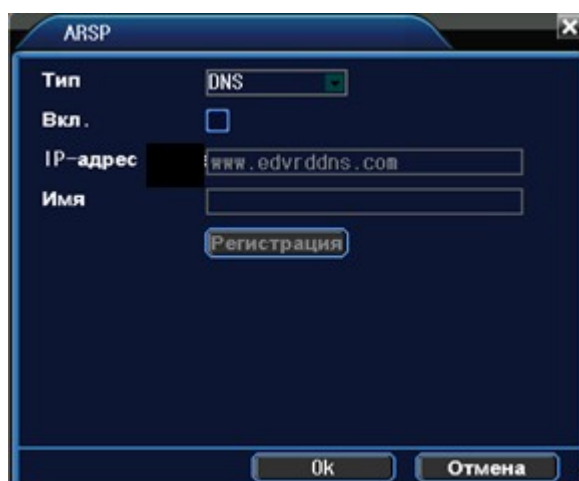 ARSP
Тип DNS
Вкл.
IP-адрес www.edvrddns.com
Имя
Регистрация
Ok Отмена